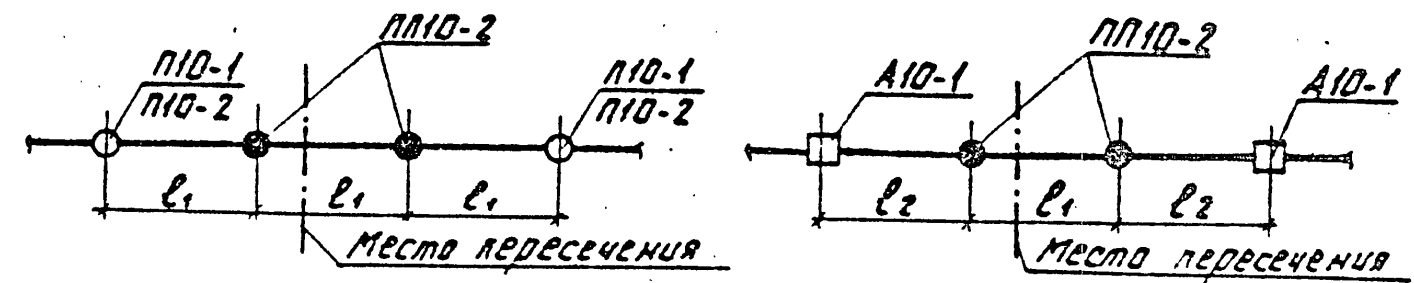 П10-1
П10-2
ПП10-2
П10-1
П10-2
ℓ₁
ℓ₁
ℓ₁
Место пересечения
А10-1
ПП10-2
А10-1
ℓ₂
ℓ₁
ℓ₂
Место пересечения